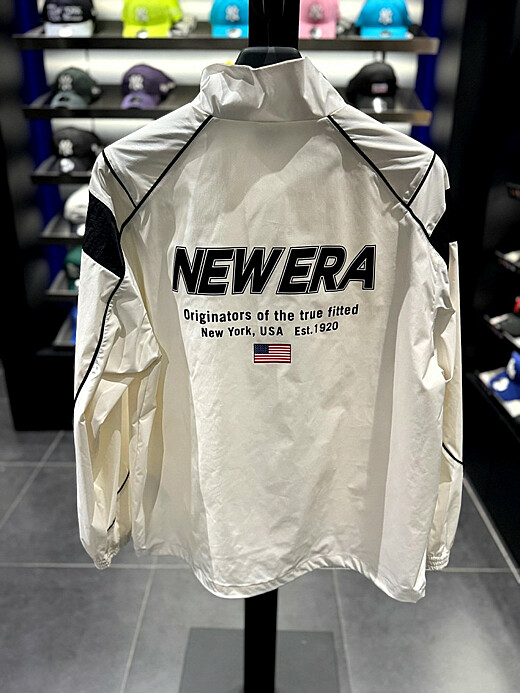 NEW ERA
Originators of the true fitted
New York, USA Est.1920